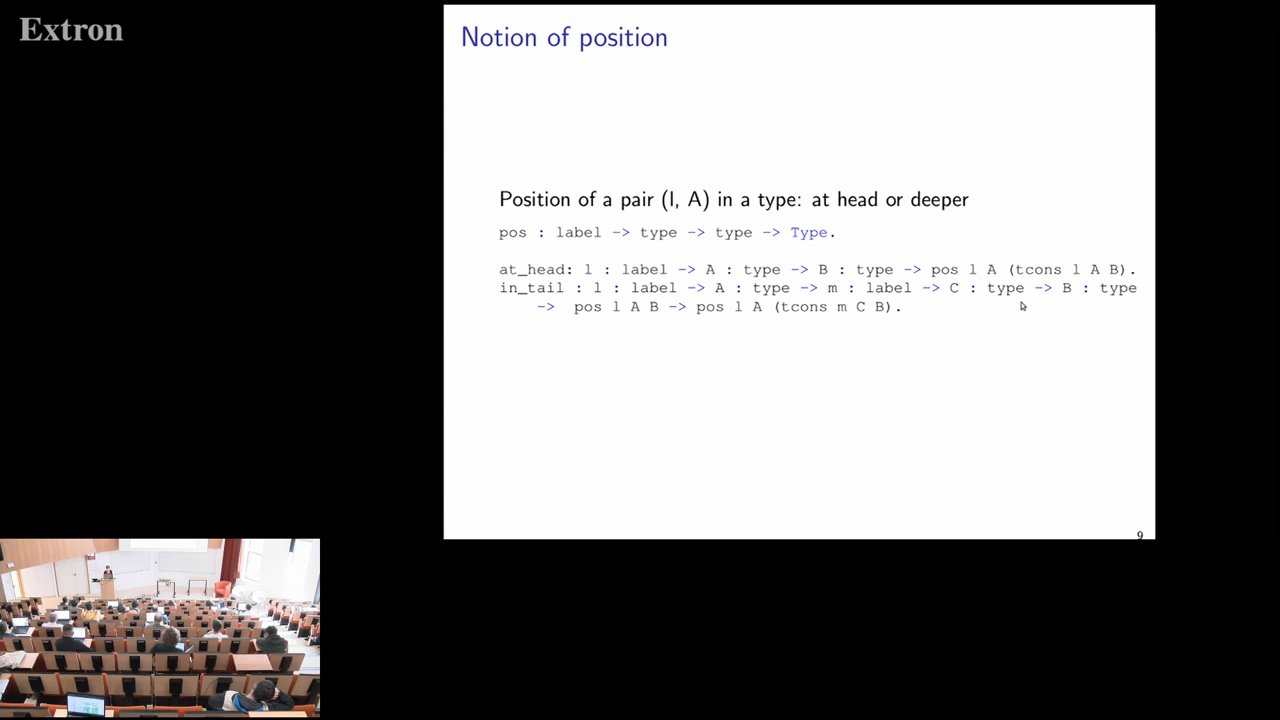 Extron
Notion of position
Position of a pair (l, A) in a type: at head or deeper
pos : label -> type -> type -> Type.
at_head: l : label -> A : type -> B : type -> pos l A (tcons l A B).
in_tail : l : label -> A : type -> m : label -> C : type -> B : type
-> pos l A B -> pos l A (tcons m C B).
9